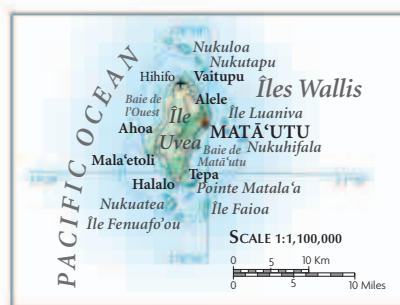 PACIFIC OCEAN
Nukuloa
Nukutapu
Hihifo Vaitupu
Îles Wallis
Baie de
l'Ouest
Alele
Île Luaniva
Île
Uvea
Ahoa
MATĀ‘UTU
Baie de
Matā‘utu
Nukuhifala
Mala‘etoli
Tepa
Halalo
Pointe Matala‘a
Nukuatea
Île Faioa
Île Fenuafo‘ou
SCALE 1:1,100,000
0 5 10 Km
0 5 10 Miles